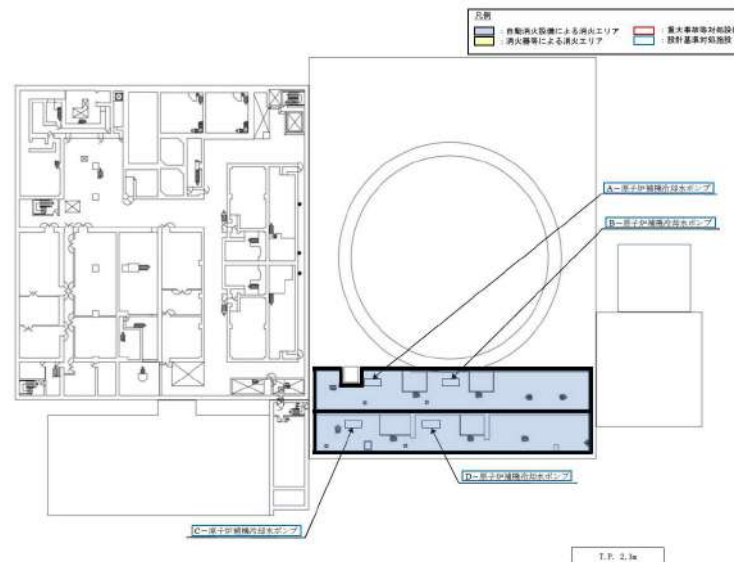 凡例
：自動消火設備による消火エリア
：重大事故等対処設
：消火器等による消火エリア
：設計基準対処施設
A－原子炉補機冷却水ポンプ
B－原子炉補機冷却水ポンプ
D－原子炉補機冷却水ポンプ
C－原子炉補機冷却水ポンプ
T.P. 2.3m